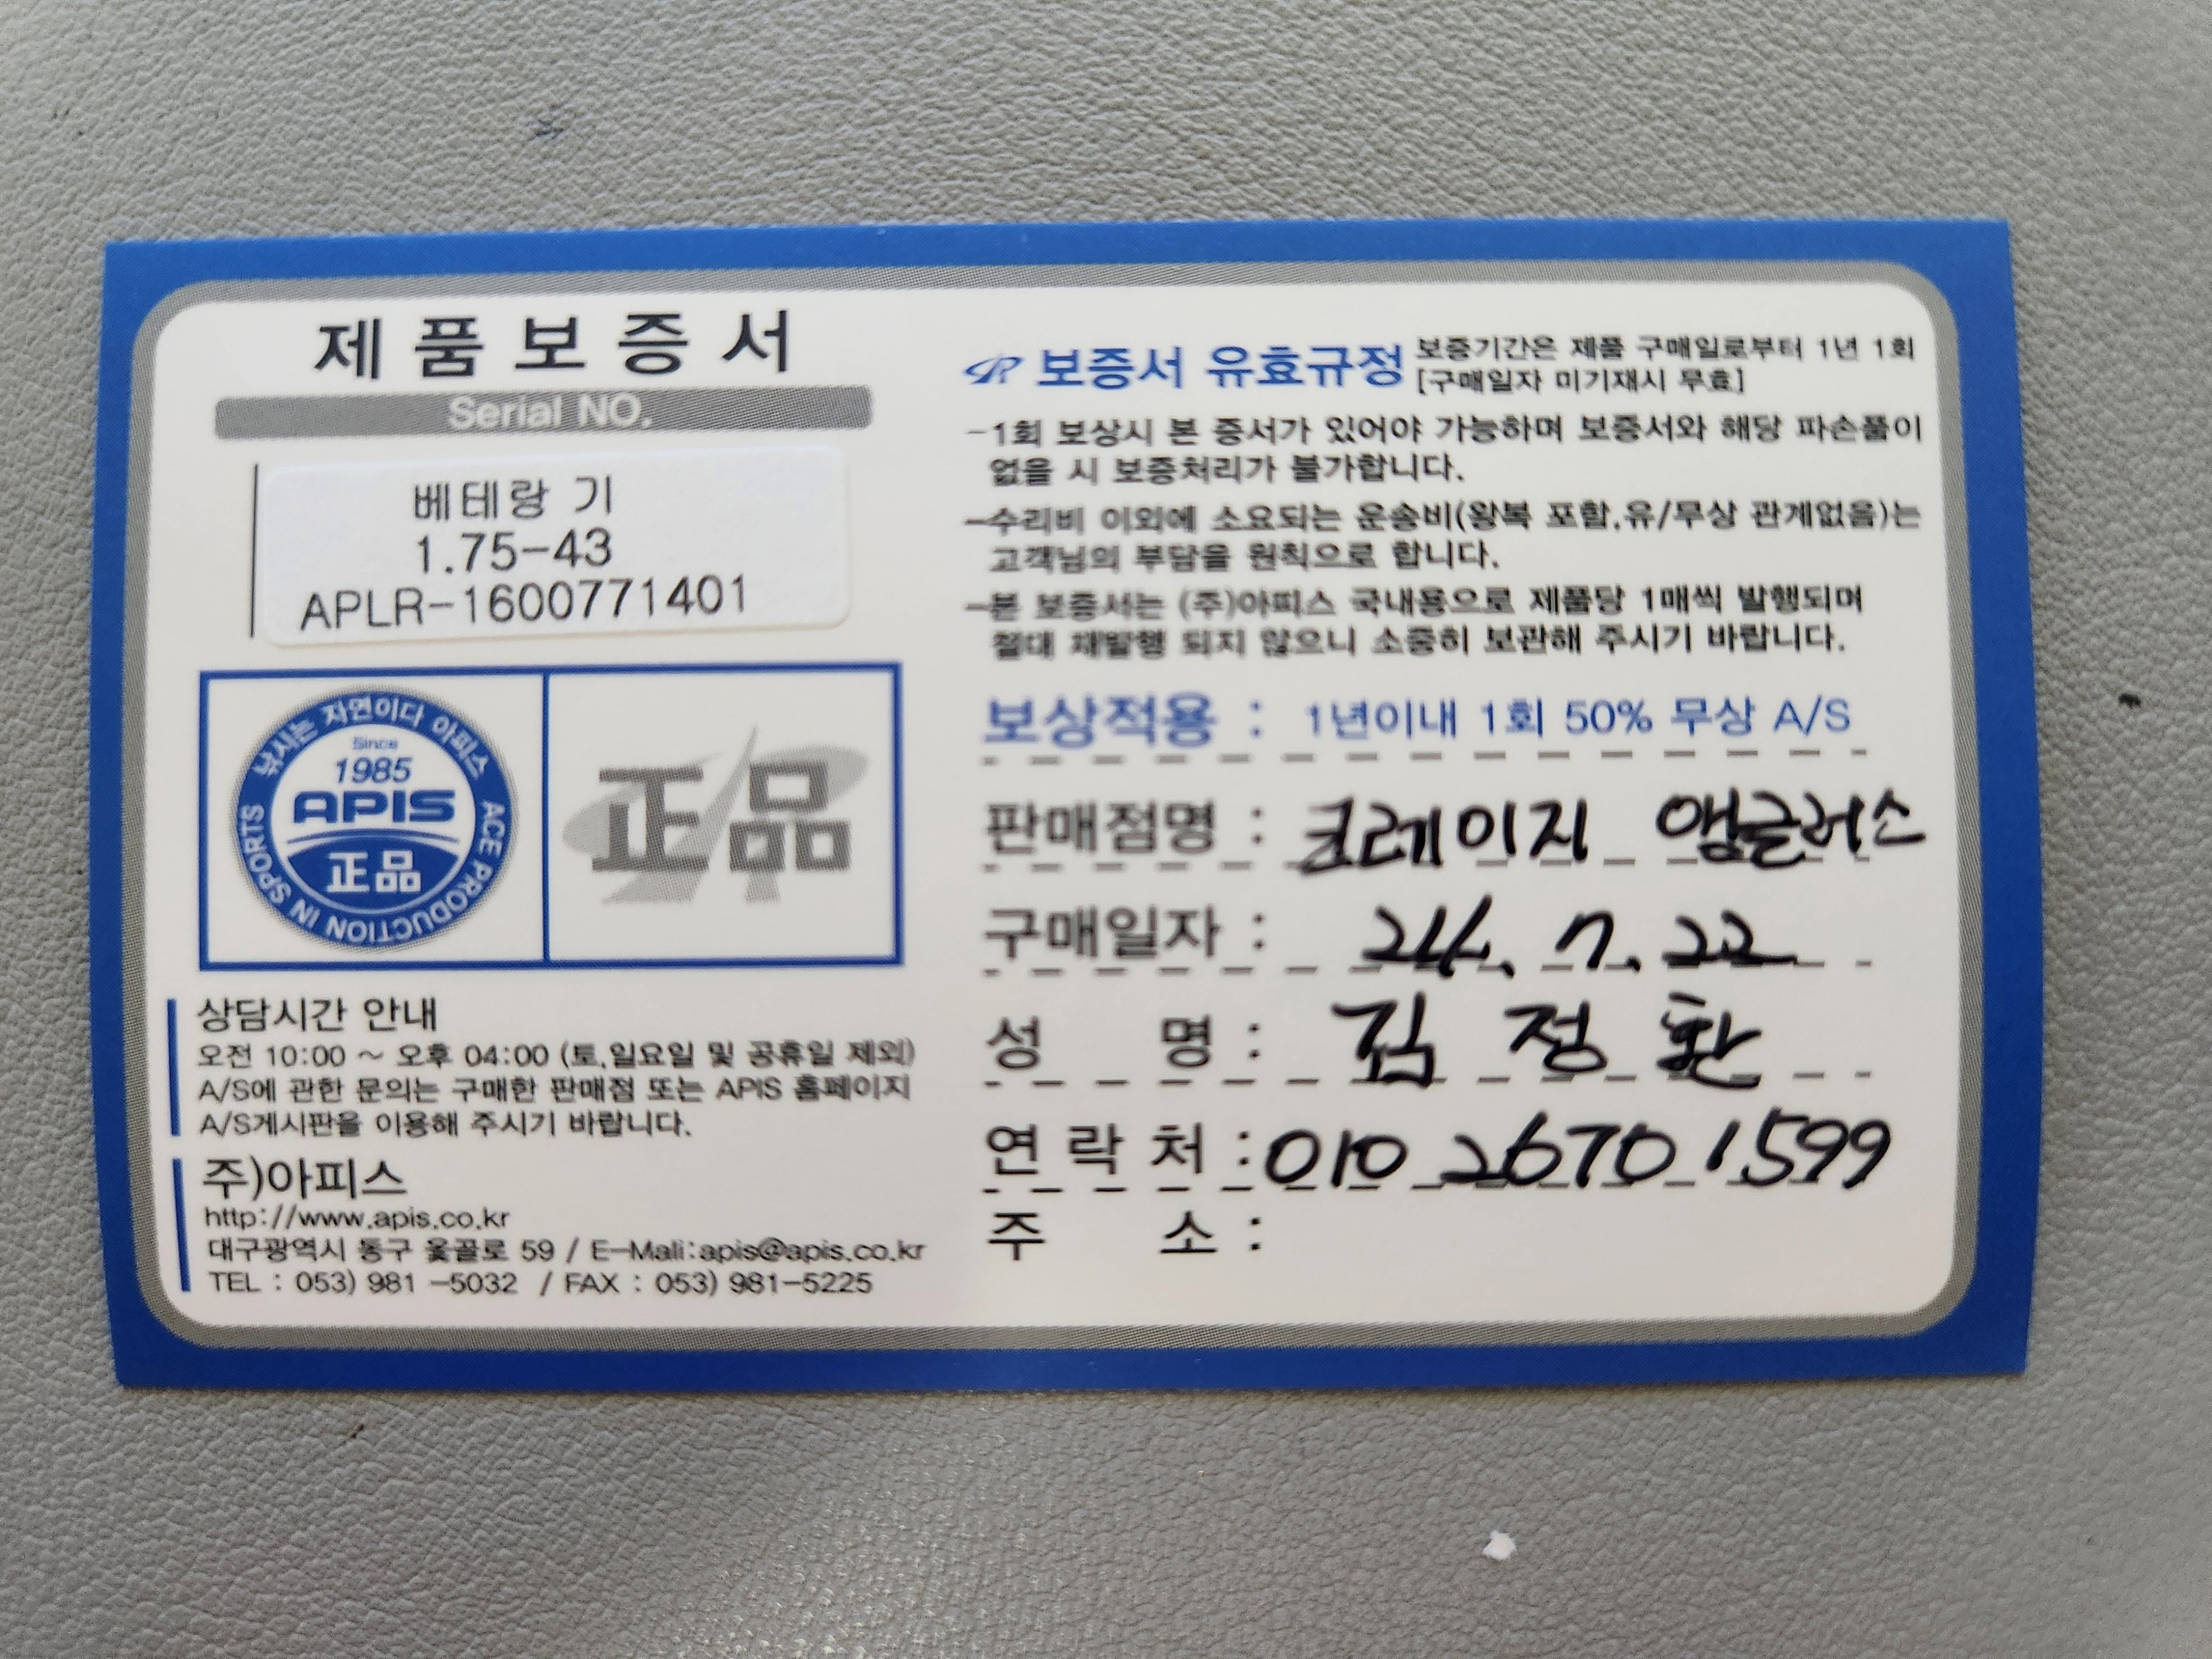 제품보증서
Serial NO.
베테랑 기
1.75-43
APLR-1600771401
낚시는 자연이다 아피스
Since
1985
APIS
正品
ACE PRODUCTION IN SPORTS
正品
상담시간 안내
오전 10:00 ~ 오후 04:00 (토,일요일 및 공휴일 제외)
A/S에 관한 문의는 구매한 판매점 또는 APIS 홈페이지
A/S게시판을 이용해 주시기 바랍니다.
주)아피스
http://www.apis.co.kr
대구광역시 동구 옻골로 59 / E-Mali:apis@apis.co.kr
TEL : 053) 981 -5032 / FAX : 053) 981-5225
보증서 유효규정 보증기간은 제품 구매일로부터 1년 1회
[구매일자 미기재시 무효]
-1회 보상시 본 증서가 있어야 가능하며 보증서와 해당 파손품이
없을 시 보증처리가 불가합니다.
-수리비 이외에 소요되는 운송비(왕복 포함,유/무상 관계없음)는
고객님의 부담을 원칙으로 합니다.
-본 보증서는 (주)아피스 국내용으로 제품당 1매씩 발행되며
절대 재발행 되지 않으니 소중히 보관해 주시기 바랍니다.
보상적용 : 1년이내 1회 50% 무상 A/S
판매점명 : 크레이지 앵글러스
구매일자 : 24. 7. 22
성 명 : 김 정 환
연 락 처 : 010 2670 1599
주 소 :